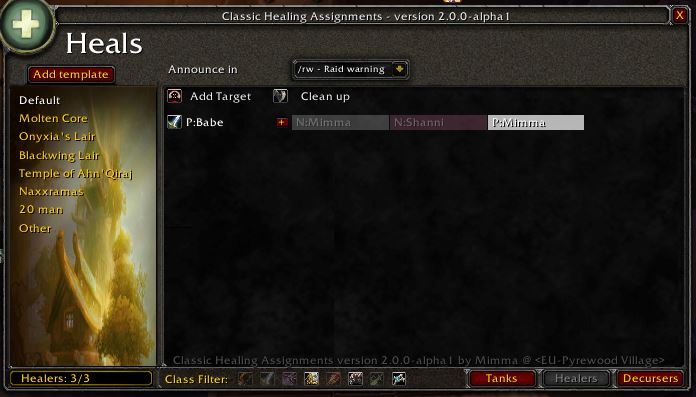 Classic Healing Assignments - version 2.0.0-alpha1
X
Heals
Add template
Announce in
/rw - Raid warning
Add Target
Clean up
Default
Molten Core
Onyxia's Lair
Blackwing Lair
Temple of Ahn'Qiraj
Naxxramas
20 man
Other
P:Babe
N:Mimma
N:Shanni
P:Mimma
Classic Healing Assignments version 2.0.0-alpha1 by Mimma @ <EU-Pyrewood Village>
Healers: 3/3
Class Filter:
Tanks
Healers
Decursers